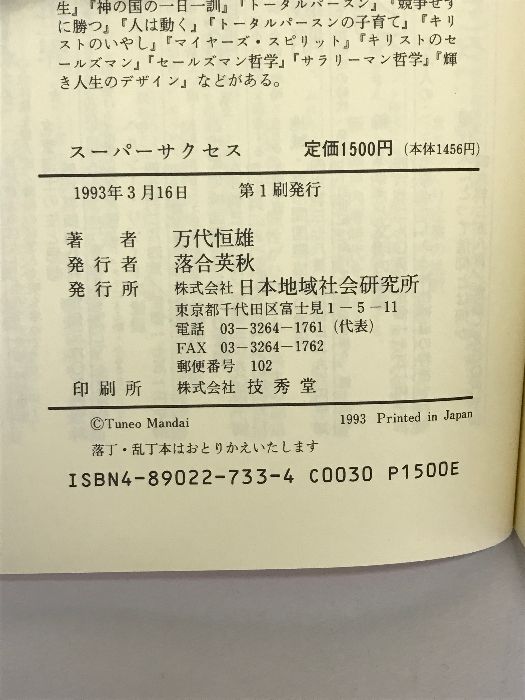 生』『神の国の一日一訓』『トータルパースン』『競争せず
に勝つ』『人は動く』『トータルパースンの子育て』『キリ
ストのいやし』『マイヤーズ・スピリット』『キリストのセ
ールズマン』『セールズマン哲学』『サラリーマン哲学』『輝
き人生のデザイン』などがある。
スーパーサクセス 定価1500円（本体1456円）
1993年3月16日 第1刷発行
著者 万代恒雄
発行者 落合英秋
発行所 株式会社 日本地域社会研究所
東京都千代田区富士見1－5－11
電話 03－3264－1761（代表）
FAX 03－3264－1762
郵便番号 102
印刷所 株式会社 技秀堂
©Tuneo Mandai 1993 Printed in Japan
落丁・乱丁本はおとりかえいたします
ISBN4-89022-733-4 C0030 P1500E